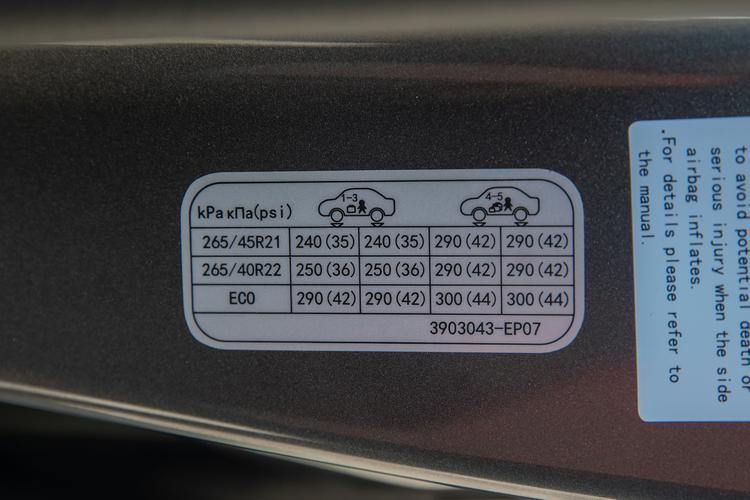 kPa кПа(psi) 1-3 4-5
265/45R21 240 (35) 240 (35) 290 (42) 290 (42)
265/40R22 250 (36) 250 (36) 290 (42) 290 (42)
ECO 290 (42) 290 (42) 300 (44) 300 (44)
3903043-EP07
to avoid potential death or
serious injury when the side
airbag inflates.
.For details please refer to
the manual.